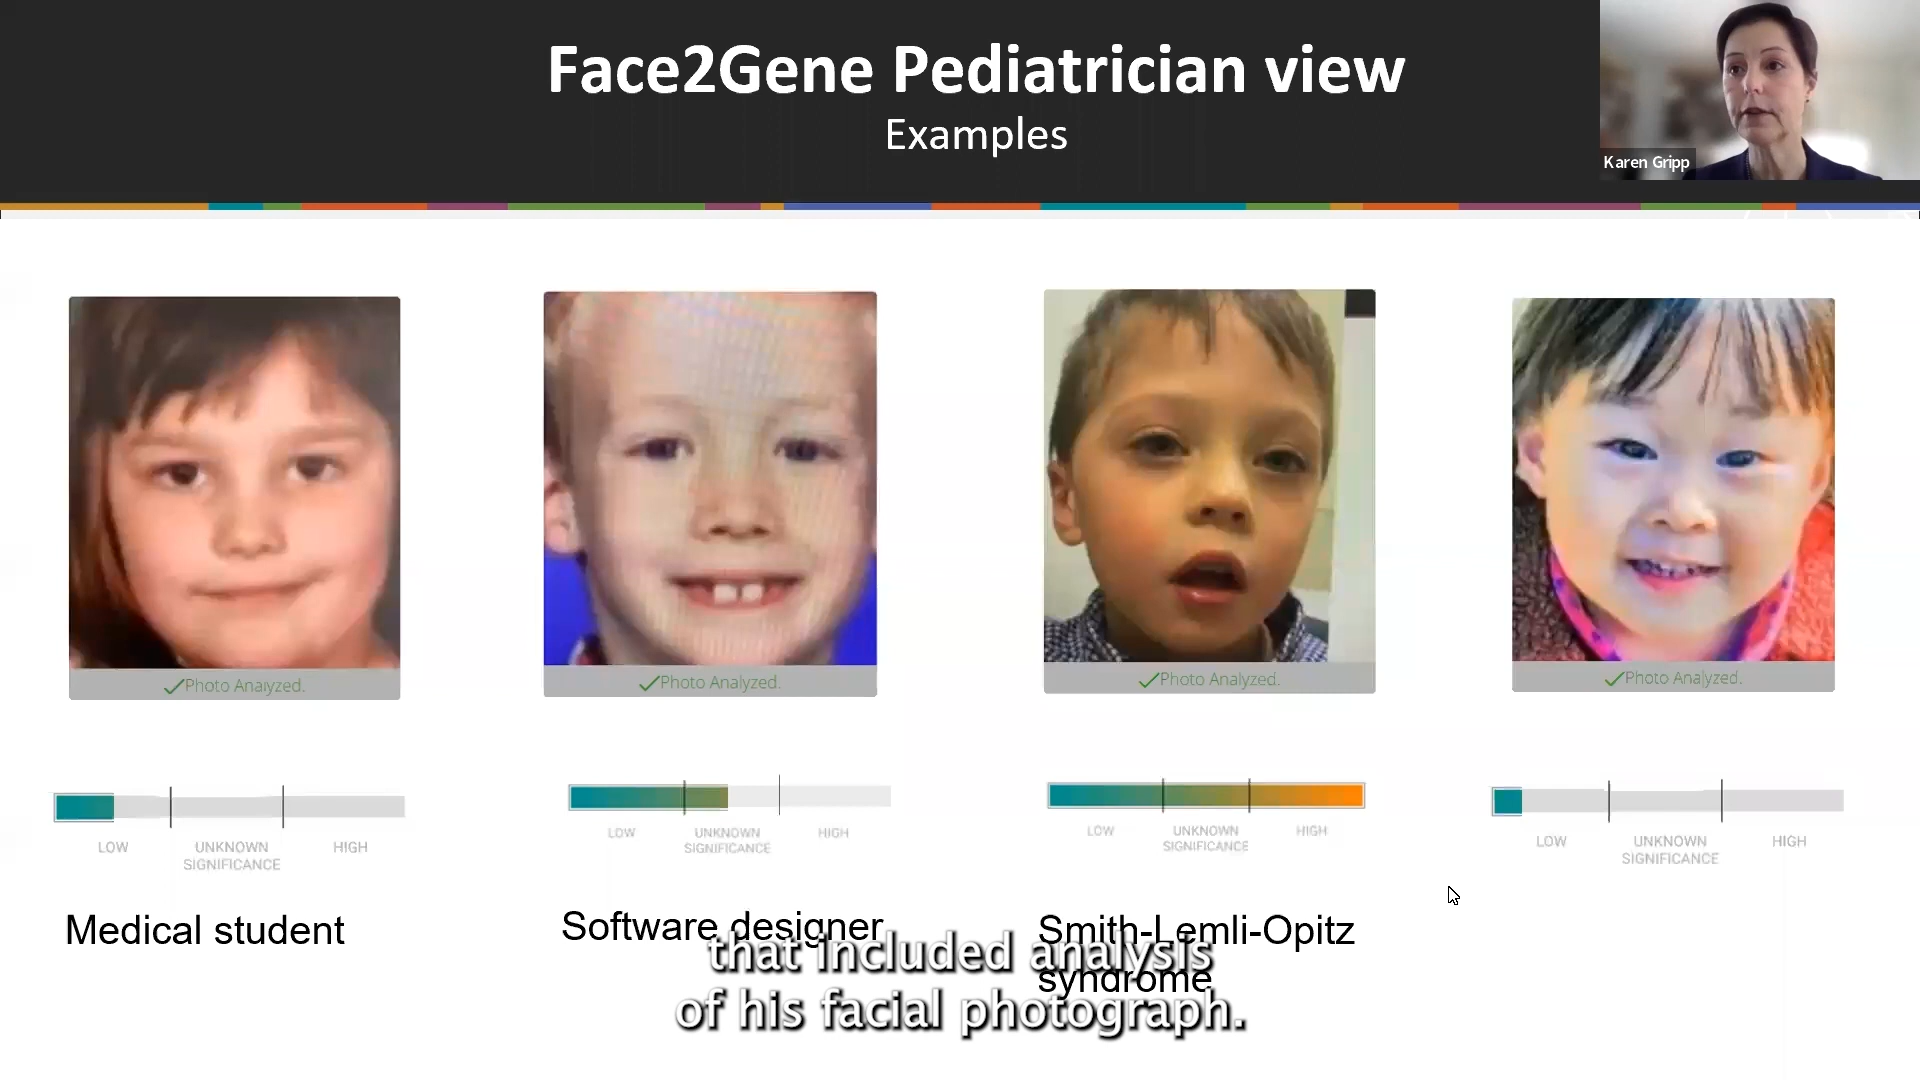 Face2Gene Pediatrician view
Examples
Karen Gripp
Photo Analyzed.
Photo Analyzed.
Photo Analyzed.
Photo Analyzed.
LOW
UNKNOWN SIGNIFICANCE
HIGH
LOW
UNKNOWN SIGNIFICANCE
HIGH
LOW
UNKNOWN SIGNIFICANCE
HIGH
LOW
UNKNOWN SIGNIFICANCE
HIGH
Medical student
Software designer
Smith-Lemli-Opitz
syndrome
that included analysis
of his facial photograph.